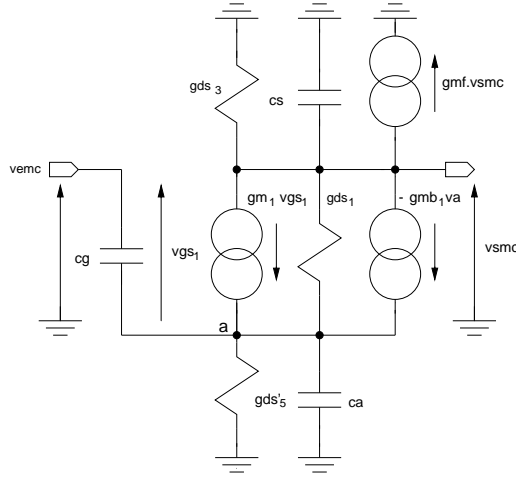 gmf.vsmc
gds 3
cs
vemc
gm1 vgs1
gds1
- gmb1va
cg
vgs1
vsmc
a
gds'5
ca